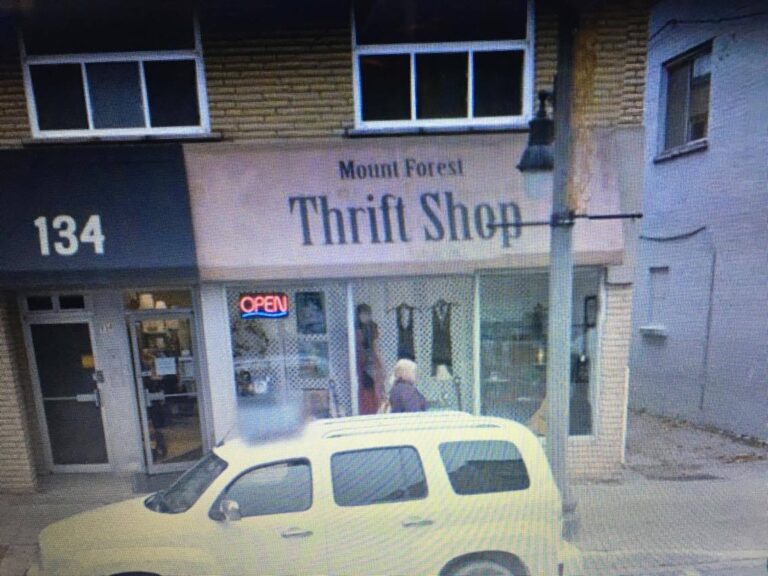 Mount Forest
Thrift Shop
134
OPEN